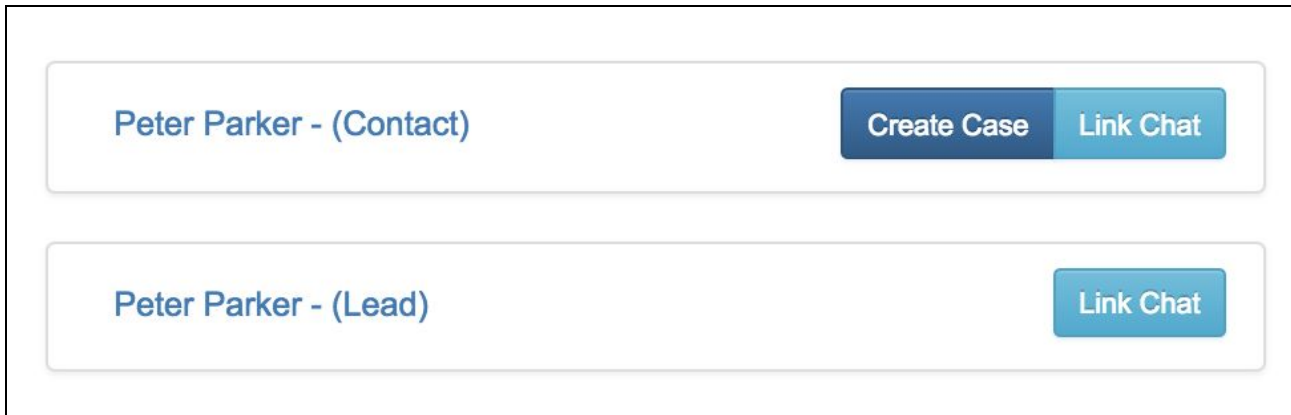 Peter Parker - (Contact) Create Case Link Chat
Peter Parker - (Lead) Link Chat